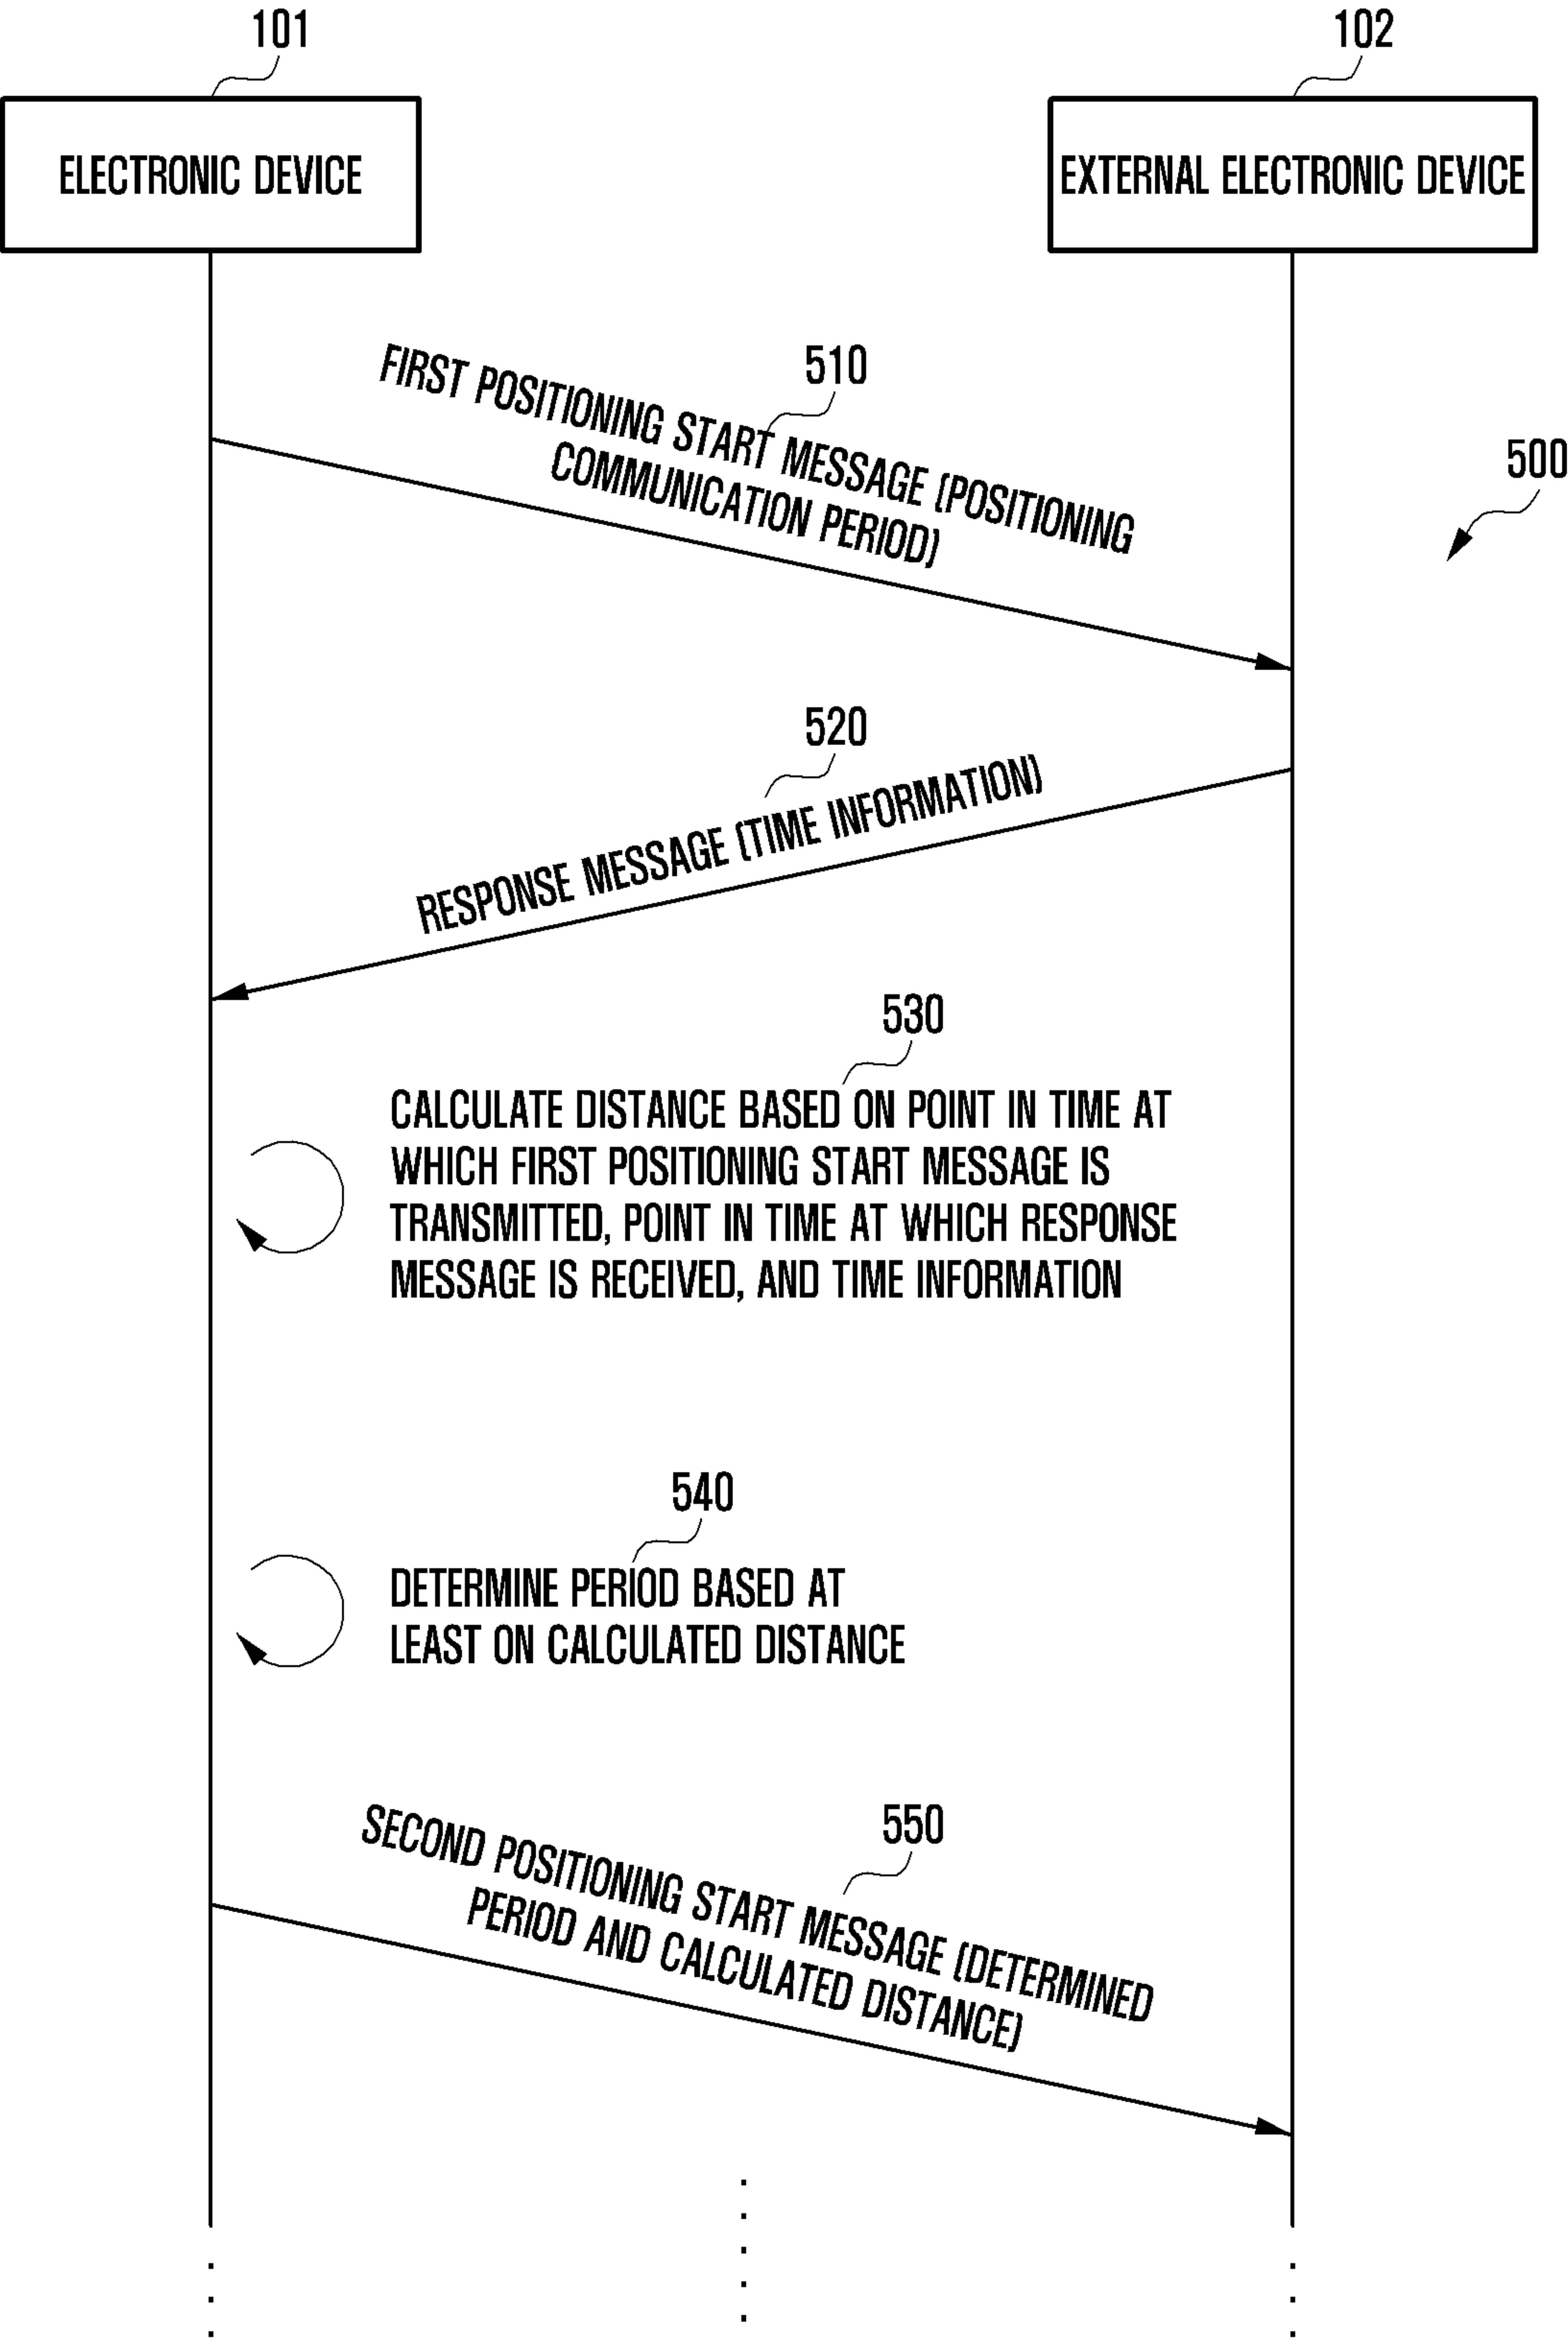 101
102
ELECTRONIC DEVICE
EXTERNAL ELECTRONIC DEVICE
510
FIRST POSITIONING START MESSAGE (POSITIONING
COMMUNICATION PERIOD)
500
520
RESPONSE MESSAGE (TIME INFORMATION)
530
CALCULATE DISTANCE BASED ON POINT IN TIME AT
WHICH FIRST POSITIONING START MESSAGE IS
TRANSMITTED, POINT IN TIME AT WHICH RESPONSE
MESSAGE IS RECEIVED, AND TIME INFORMATION
540
DETERMINE PERIOD BASED AT
LEAST ON CALCULATED DISTANCE
550
SECOND POSITIONING START MESSAGE (DETERMINED
PERIOD AND CALCULATED DISTANCE)